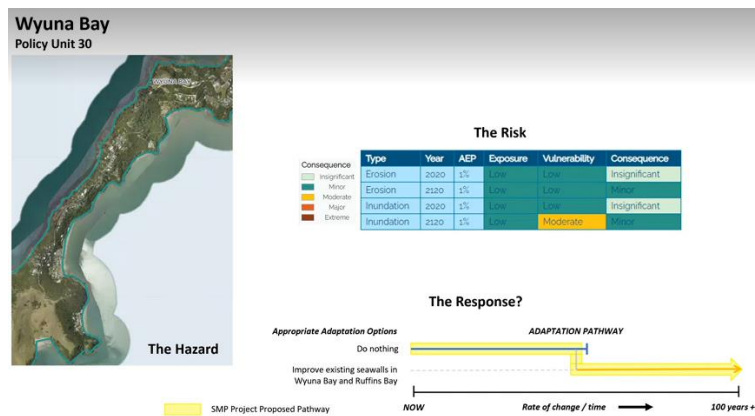 Wyuna Bay
Policy Unit 30
WYUNA BAY
The Hazard
The Risk
Consequence
Insignificant
Minor
Moderate
Major
Extreme
Type Year AEP Exposure Vulnerability Consequence
Erosion 2020 1% Low Low Insignificant
Erosion 2120 1% Low Low Minor
Inundation 2020 1% Low Low Insignificant
Inundation 2120 1% Low Moderate Minor
The Response?
Appropriate Adaptation Options ADAPTATION PATHWAY
Do nothing
Improve existing seawalls in
Wyuna Bay and Ruffins Bay
NOW Rate of change / time 100 years +
SMP Project Proposed Pathway